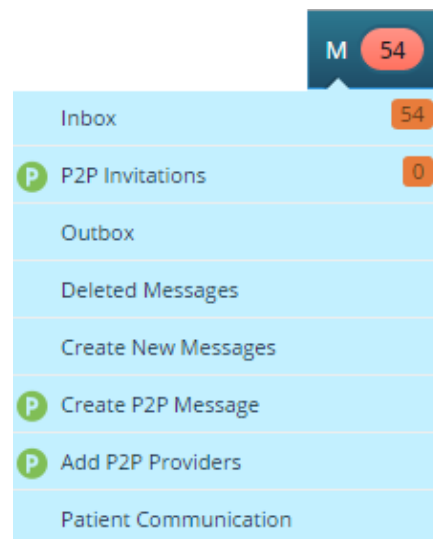 M 54
Inbox 54
P P2P Invitations 0
Outbox
Deleted Messages
Create New Messages
P Create P2P Message
P Add P2P Providers
Patient Communication